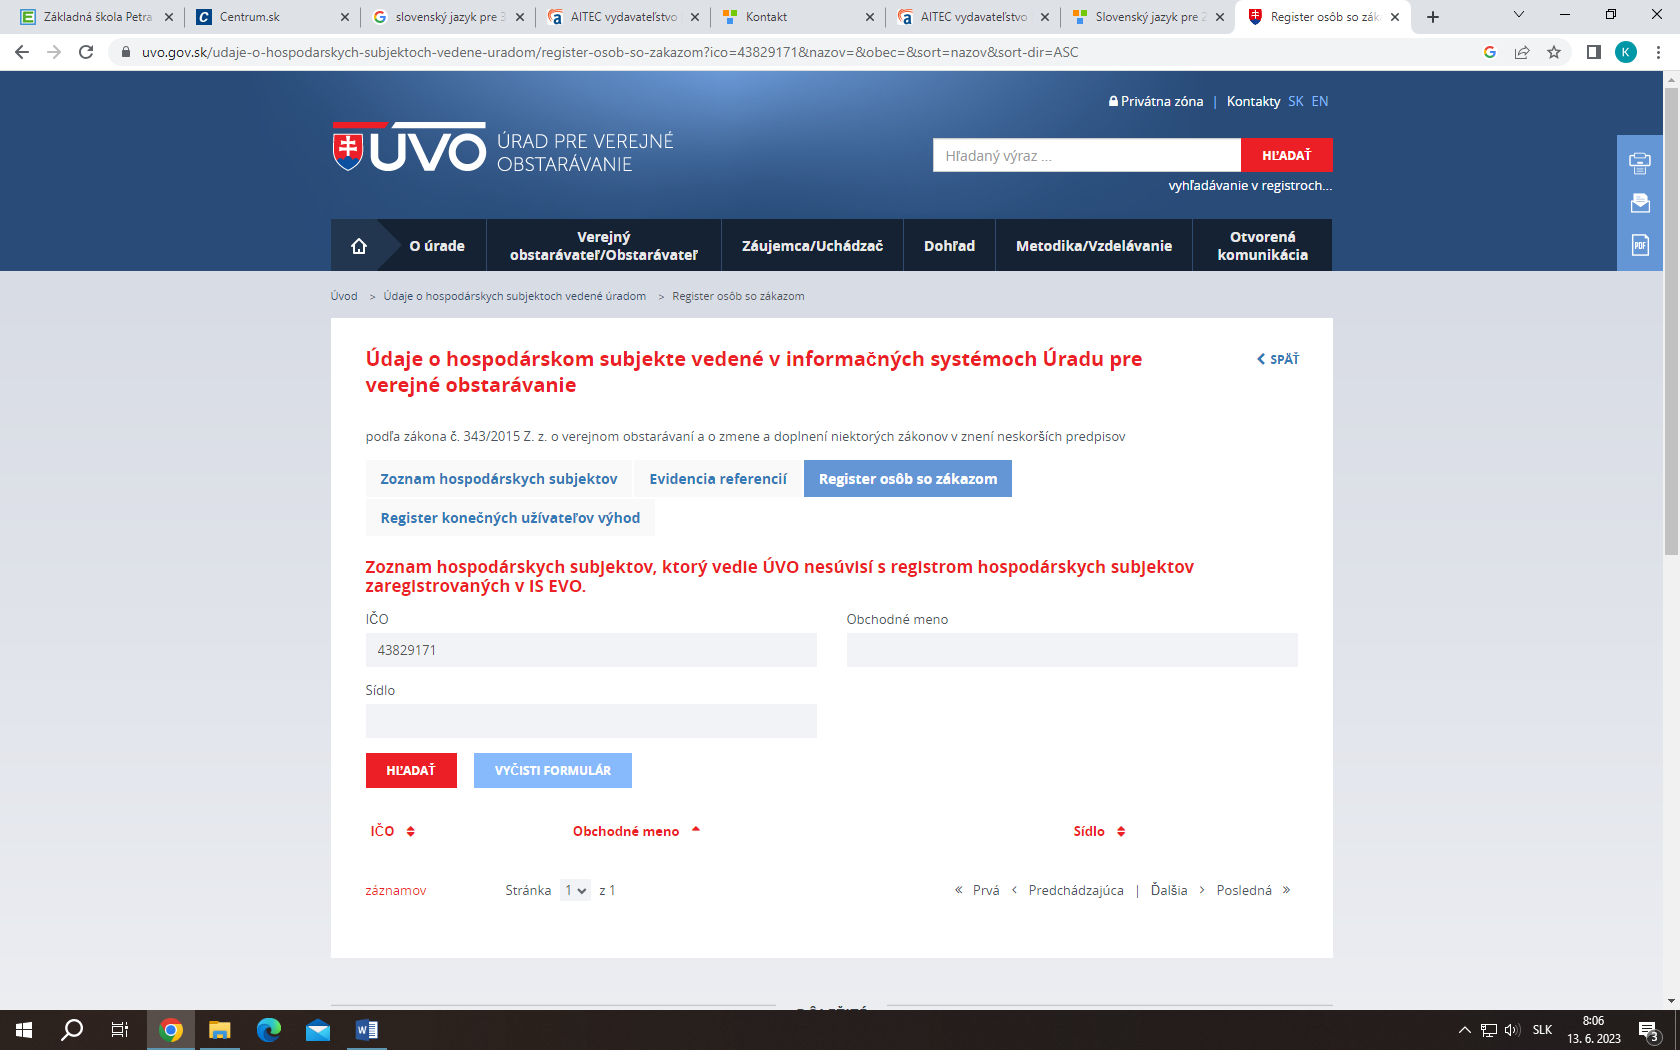 Základná škola Petra
Centrum.sk
slovenský jazyk pre 3
AITEC vydavateľstvo
Kontakt
AITEC vydavateľstvo
Slovenský jazyk pre 2
Register osôb so zák
uvo.gov.sk/udaje-o-hospodarskych-subjektoch-vedene-uradom/register-osob-so-zakazom?ico=43829171&nazov=&obec=&sort=nazov&sort-dir=ASC
K
Privátna zóna | Kontakty SK EN
ÚVO ÚRAD PRE VEREJNÉ
OBSTARÁVANIE
Hľadaný výraz ...
HĽADAŤ
vyhľadávanie v registroch...
PDF
O úrade
Verejný
obstarávateľ/Obstarávateľ
Záujemca/Uchádzač
Dohľad
Metodika/Vzdelávanie
Otvorená
komunikácia
Úvod > Údaje o hospodárskych subjektoch vedené úradom > Register osôb so zákazom
Údaje o hospodárskom subjekte vedené v informačných systémoch Úradu pre
verejné obstarávanie
SPÄŤ
podľa zákona č. 343/2015 Z. z. o verejnom obstarávaní a o zmene a doplnení niektorých zákonov v znení neskorších predpisov
Zoznam hospodárskych subjektov
Evidencia referencií
Register osôb so zákazom
Register konečných užívateľov výhod
Zoznam hospodárskych subjektov, ktorý vedie ÚVO nesúvisí s registrom hospodárskych subjektov
zaregistrovaných v IS EVO.
IČO
Obchodné meno
43829171
Sídlo
HĽADAŤ
VYČISTI FORMULÁR
IČO
Obchodné meno
Sídlo
záznamov
Stránka 1 z 1
« Prvá ‹ Predchádzajúca | Ďalšia › Posledná »
SLK
8:06
13. 6. 2023
3